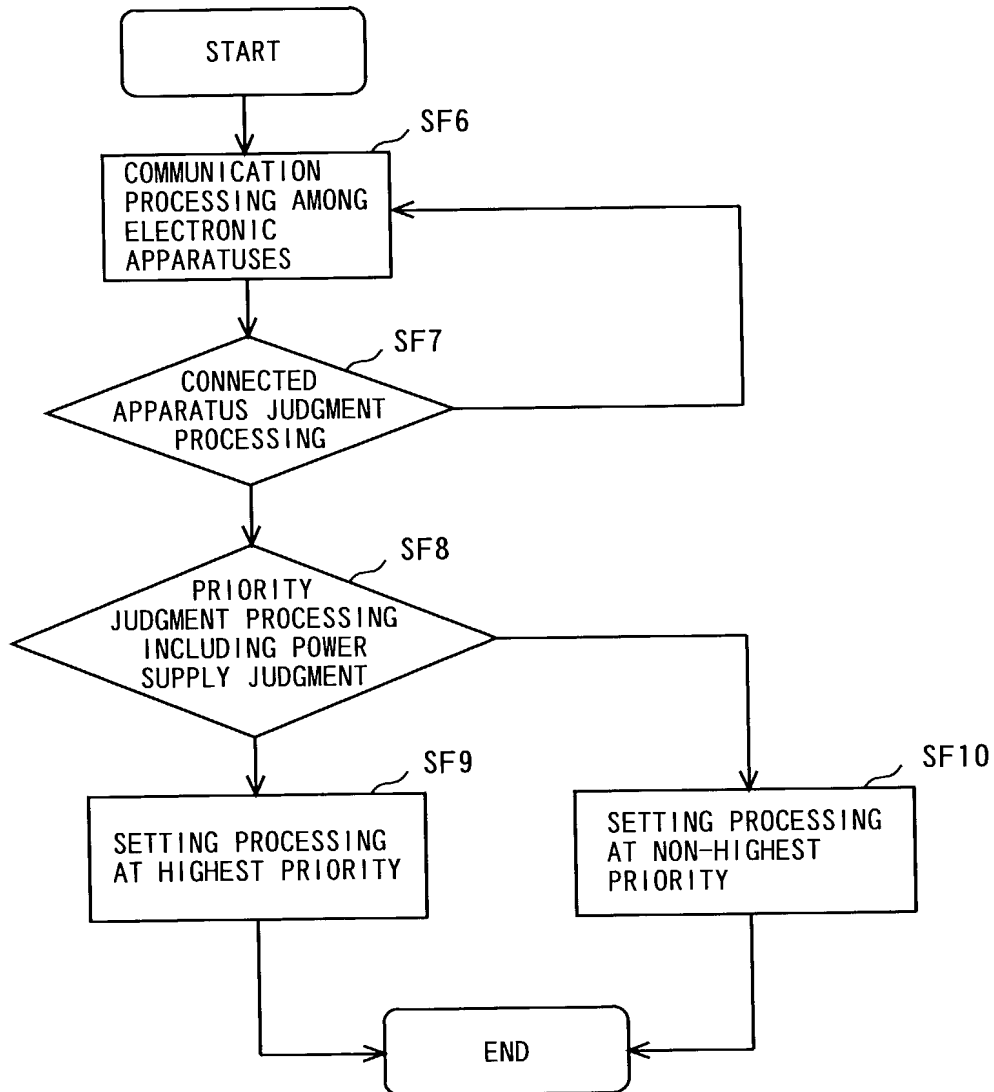 START
SF6
COMMUNICATION
PROCESSING AMONG
ELECTRONIC
APPARATUSES
SF7
CONNECTED
APPARATUS JUDGMENT
PROCESSING
SF8
PRIORITY
JUDGMENT PROCESSING
INCLUDING POWER
SUPPLY JUDGMENT
SF9
SETTING PROCESSING
AT HIGHEST PRIORITY
SF10
SETTING PROCESSING
AT NON-HIGHEST
PRIORITY
END